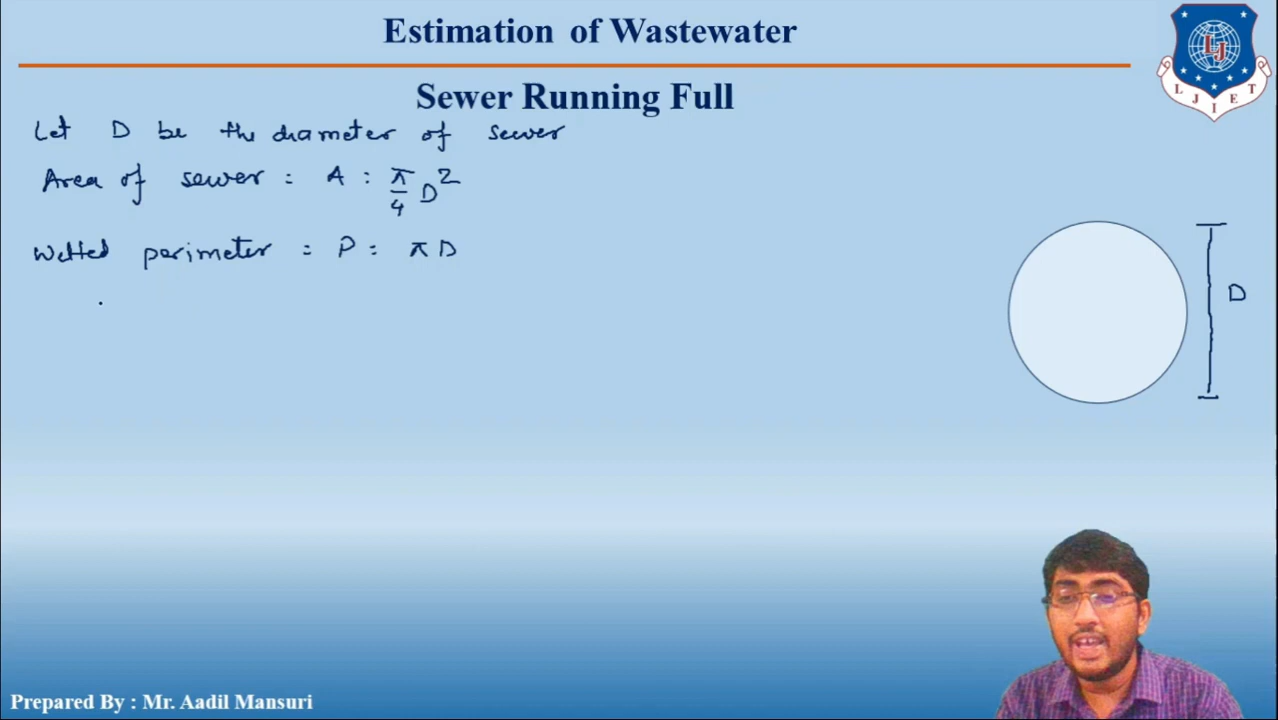 Estimation of Wastewater
Sewer Running Full
Let D be the diameter of sewer
Area of sewer = A = π/4 D²
Wetted perimeter = P = πD
D
LJ
L J I E T
Prepared By : Mr. Aadil Mansuri